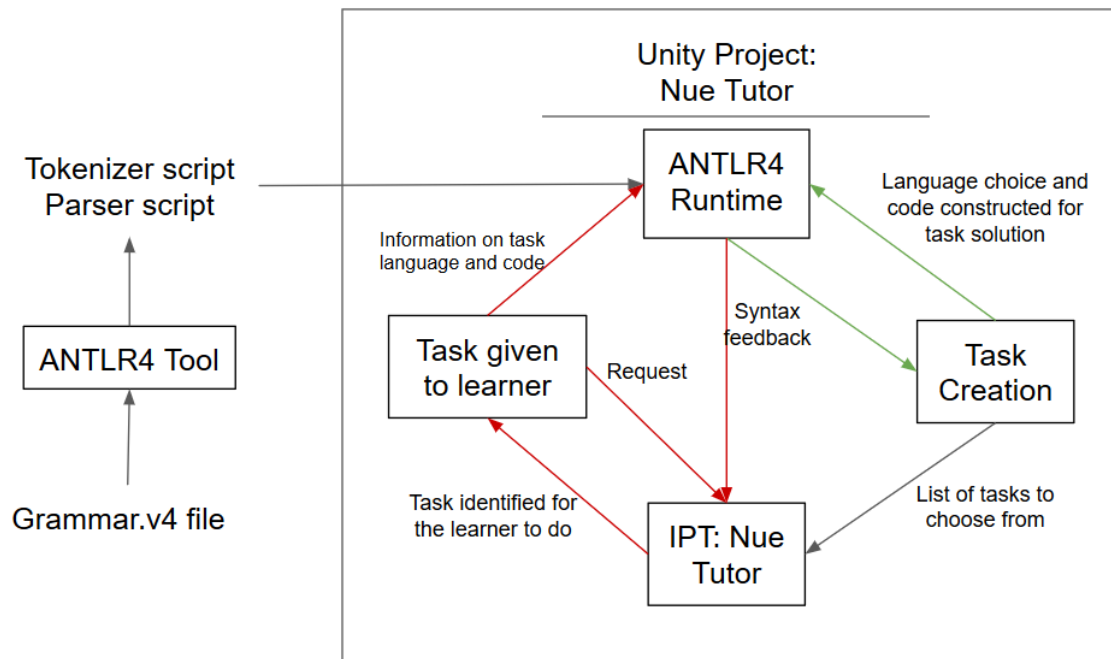 Unity Project:
Nue Tutor
Tokenizer script
Parser script
ANTLR4
Runtime
Language choice and
code constructed for
task solution
Information on task
language and code
Syntax
feedback
ANTLR4 Tool
Task given
to learner
Request
Task
Creation
Grammar.v4 file
Task identified for
the learner to do
IPT: Nue
Tutor
List of tasks to
choose from